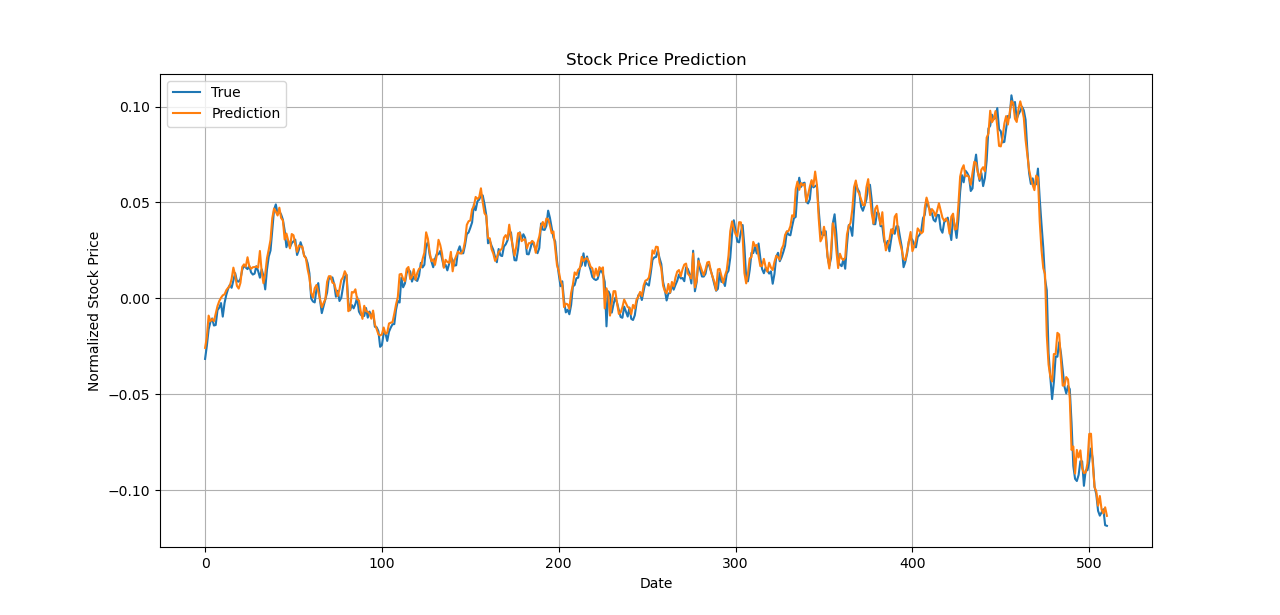 Stock Price Prediction
True
Prediction
Normalized Stock Price
0.10
0.05
0.00
−0.05
−0.10
0
100
200
300
400
500
Date